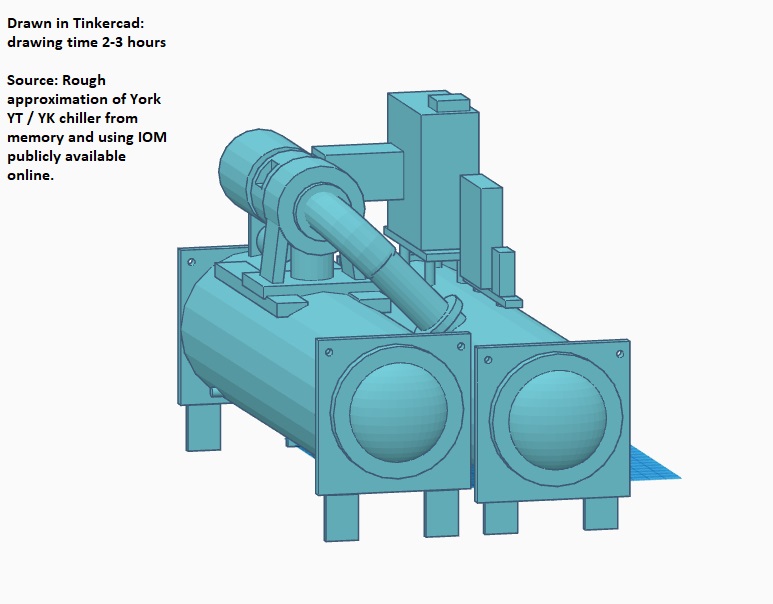 Drawn in Tinkercad:
drawing time 2-3 hours
Source: Rough
approximation of York
YT / YK chiller from
memory and using IOM
publicly available
online.